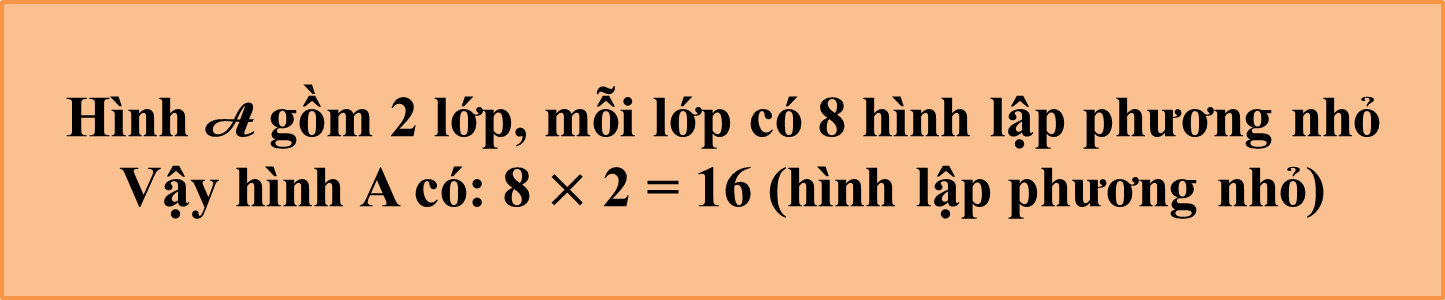 Hình 𝒜 gồm 2 lớp, mỗi lớp có 8 hình lập phương nhỏ
Vậy hình A có: 8 × 2 = 16 (hình lập phương nhỏ)